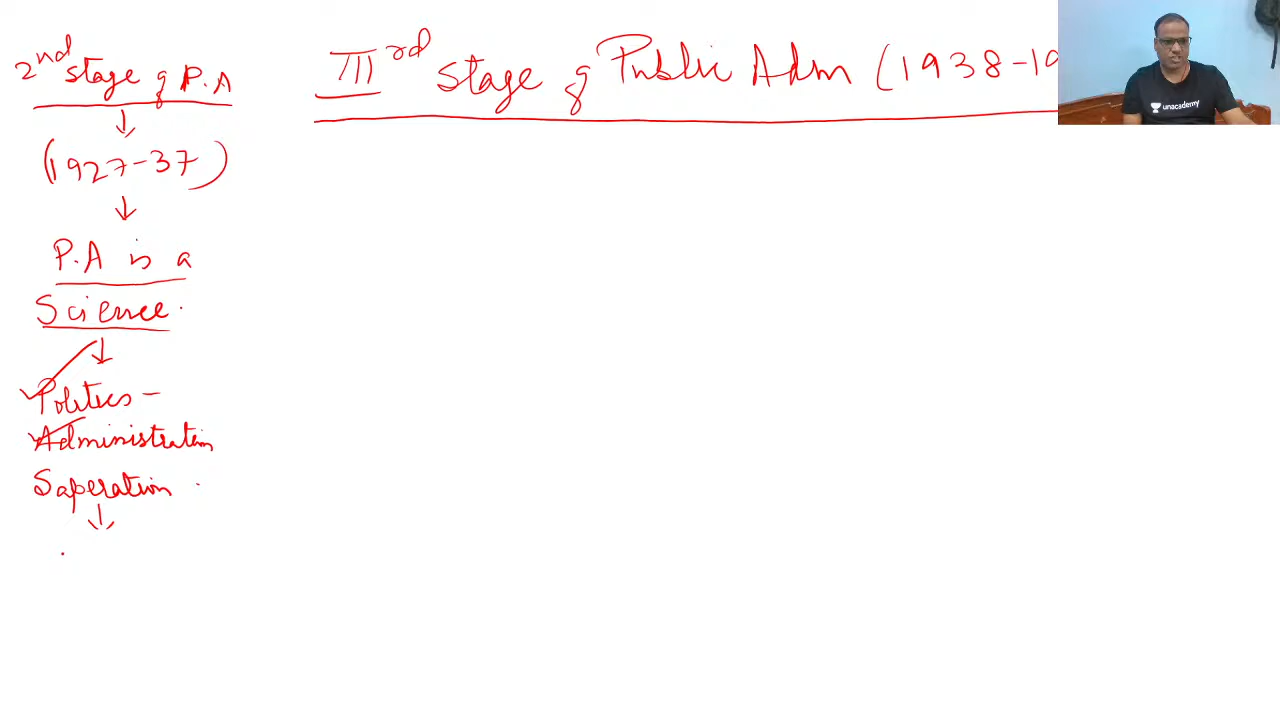 2nd stage of P.A
(1927-37)
P.A is a
Science.
Politics -
Administration
Saperation
IIIrd stage of Public Adm (1938-19
unacademy